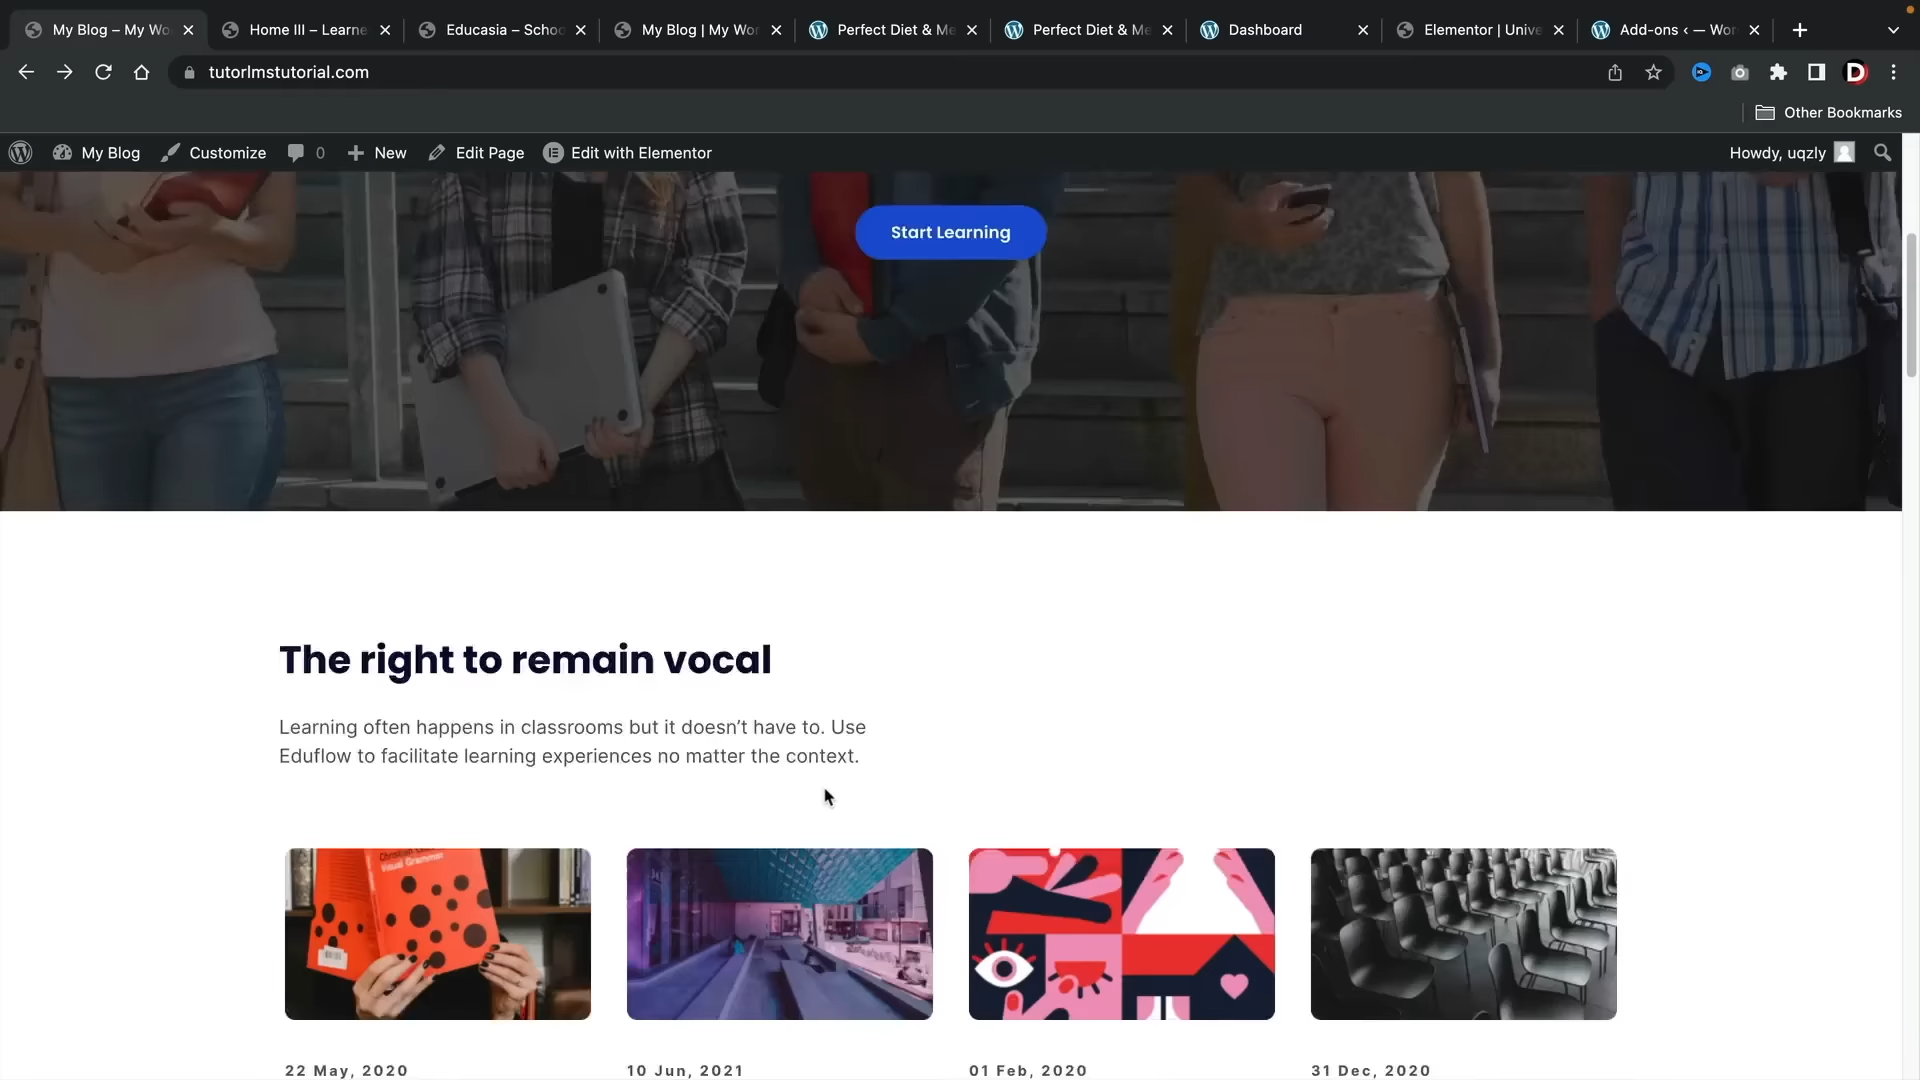 My Blog – My Wo
Home III – Learne
Educasia – Schoo
My Blog | My Wor
Perfect Diet & Me
Perfect Diet & Me
Dashboard
Elementor | Unive
Add-ons ‹ — Wor
tutorlmstutorial.com
Other Bookmarks
My Blog
Customize
0
New
Edit Page
Edit with Elementor
Howdy, uqzly
Start Learning
The right to remain vocal
Learning often happens in classrooms but it doesn’t have to. Use
Eduflow to facilitate learning experiences no matter the context.
Visual Grammar
22 May, 2020
10 Jun, 2021
01 Feb, 2020
31 Dec, 2020